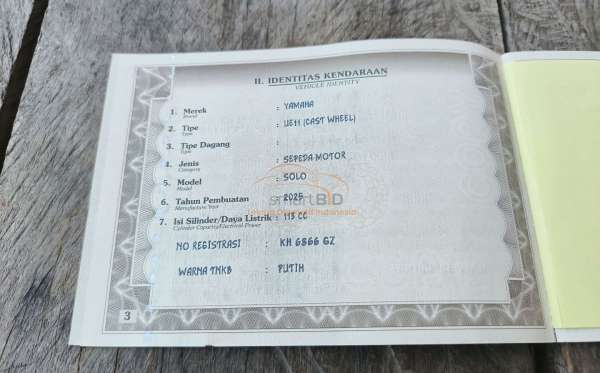 II. IDENTITAS KENDARAAN
VEHICLE IDENTITY
1. Merek : YAMAHA
Brand
2. Tipe : UE11 (CAST WHEEL)
Type
3. Tipe Dagang :
Type
4. Jenis : SEPEDA MOTOR
Category
5. Model : SOLO
Model
6. Tahun Pembuatan : 2025
Manufacture Year
smartBID
7. Isi Silinder/Daya Listrik : 113 CC
Cylinder Capacity/Electrical Power
NO REGISTRASI : KH 6866 GZ
WARNA TNKB : PUTIH
3